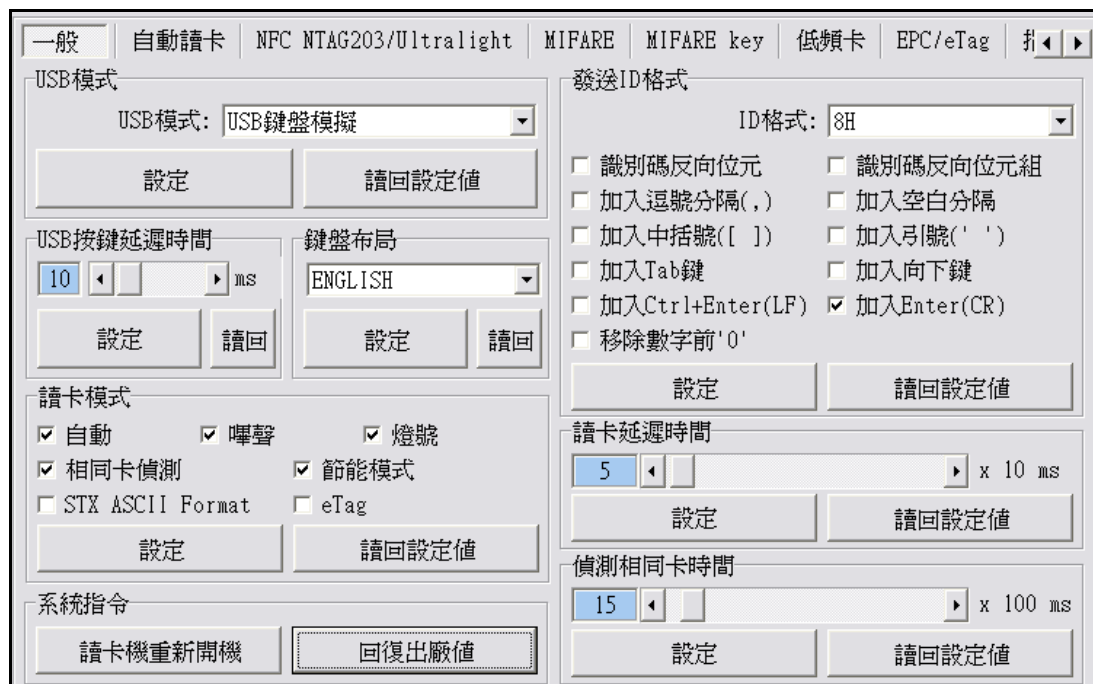 一般 自動讀卡 NFC NTAG203/Ultralight MIFARE MIFARE key 低頻卡 EPC/eTag
USB模式
USB模式: USB鍵盤模擬
設定 讀回設定值
USB按鍵延遲時間
10 ms
設定 讀回
鍵盤布局
ENGLISH
設定 讀回
讀卡模式
自動 嗶聲 燈號
相同卡偵測 節能模式
STX ASCII Format eTag
設定 讀回設定值
系統指令
讀卡機重新開機 回復出廠值
發送ID格式
ID格式: 8H
識別碼反向位元 識別碼反向位元組
加入逗號分隔(,) 加入空白分隔
加入中括號([ ]) 加入引號(' ')
加入Tab鍵 加入向下鍵
加入Ctrl+Enter(LF) 加入Enter(CR)
移除數字前'0'
設定 讀回設定值
讀卡延遲時間
5 x 10 ms
設定 讀回設定值
偵測相同卡時間
15 x 100 ms
設定 讀回設定值